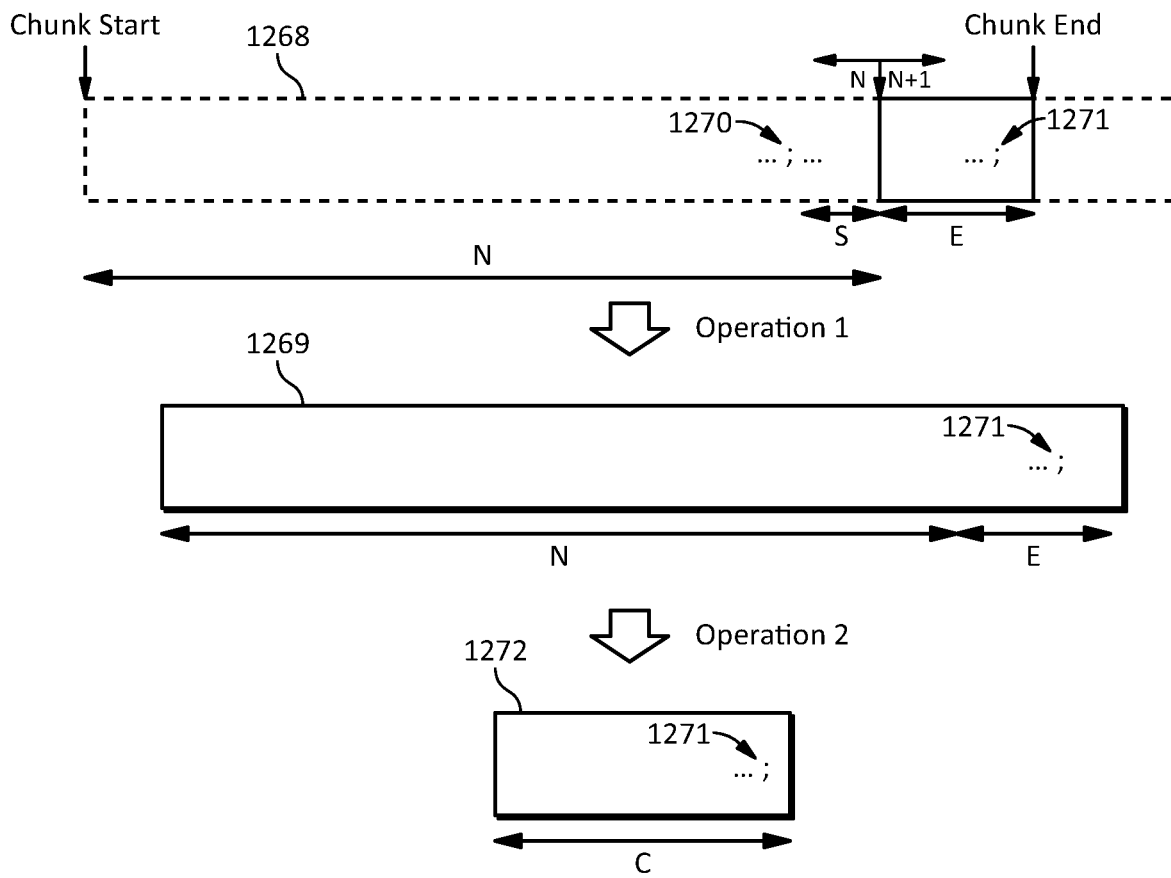 Chunk Start
Chunk End
1268
N N+1
1270
1271
... ; ...
... ;
S
E
N
Operation 1
1269
1271
... ;
N
E
Operation 2
1272
1271
... ;
C